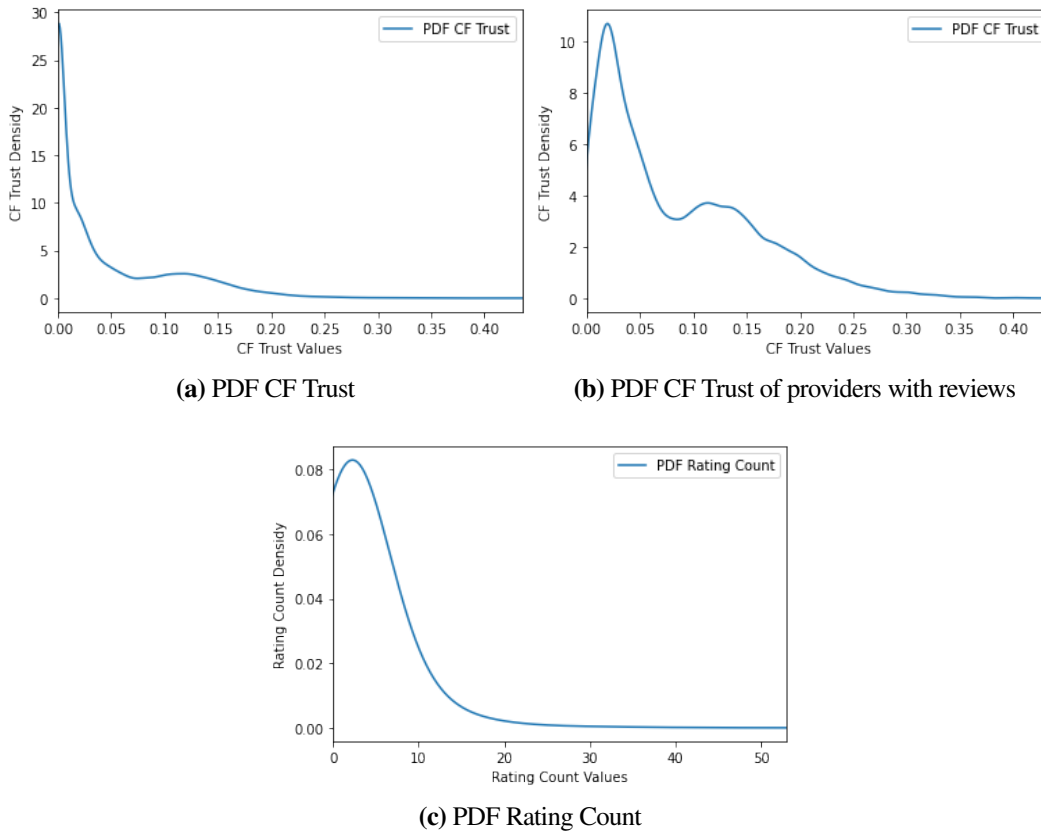 30
25
20
15
10
5
0
CF Trust Densidy
PDF CF Trust
0.00 0.05 0.10 0.15 0.20 0.25 0.30 0.35 0.40
CF Trust Values
(a) PDF CF Trust
10
8
6
4
2
0
CF Trust Densidy
PDF CF Trust
0.00 0.05 0.10 0.15 0.20 0.25 0.30 0.35 0.40
CF Trust Values
(b) PDF CF Trust of providers with reviews
0.08
0.06
0.04
0.02
0.00
Rating Count Densidy
PDF Rating Count
0 10 20 30 40 50
Rating Count Values
(c) PDF Rating Count